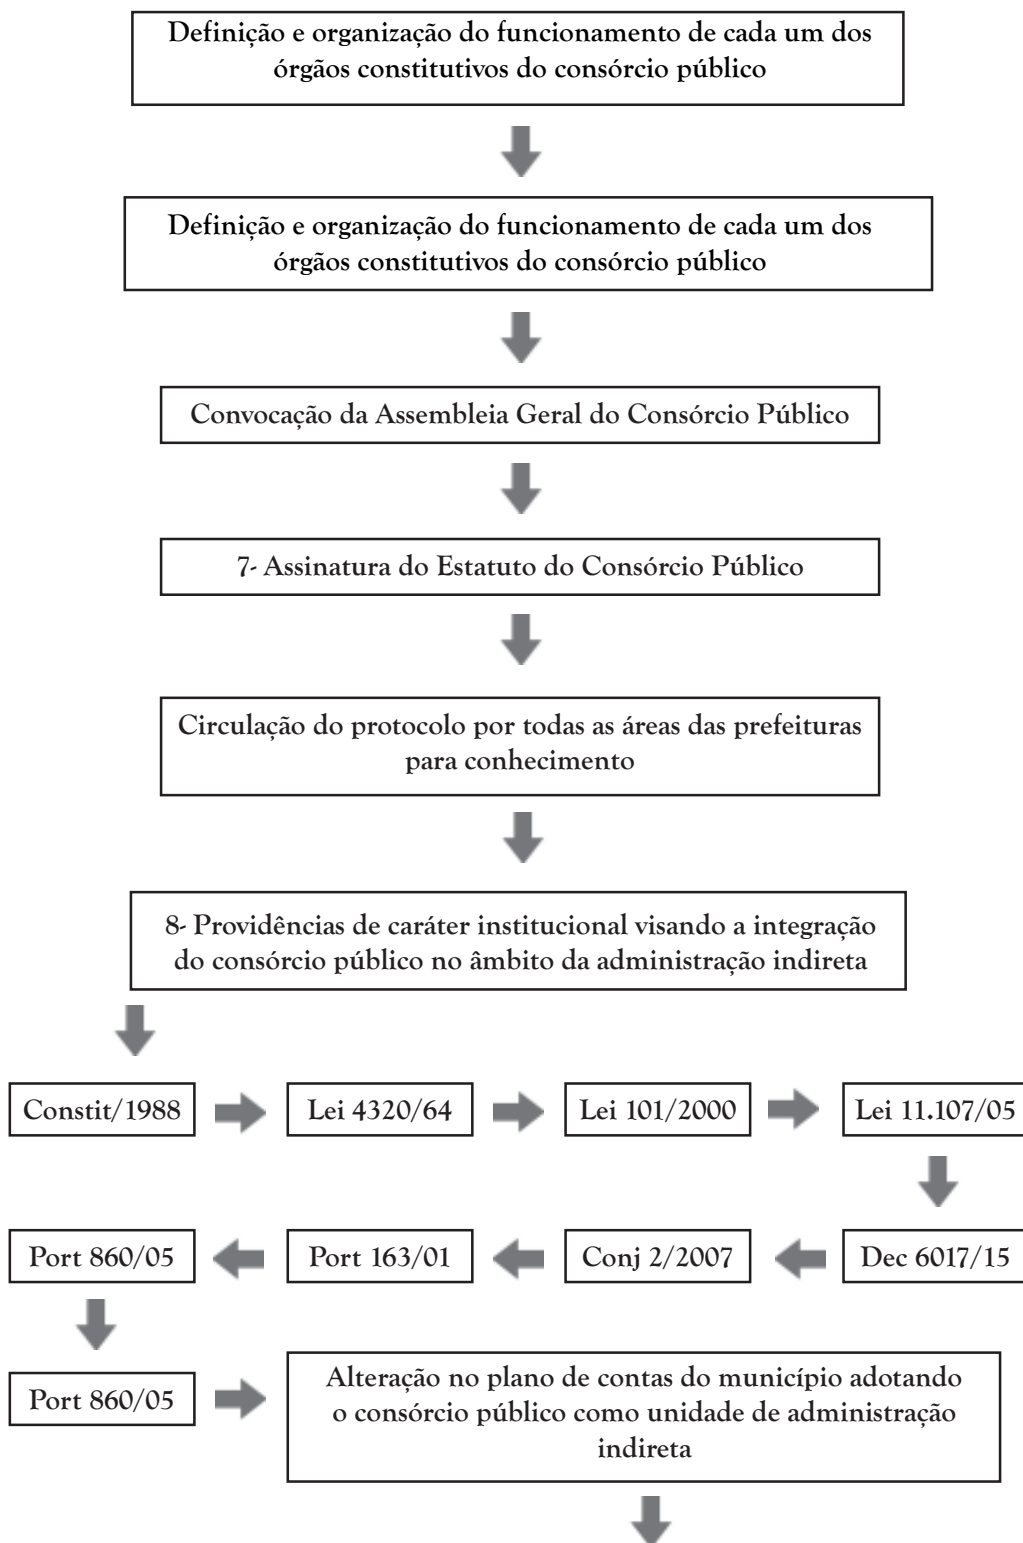 Definição e organização do funcionamento de cada um dos
órgãos constitutivos do consórcio público
Definição e organização do funcionamento de cada um dos
órgãos constitutivos do consórcio público
Convocação da Assembleia Geral do Consórcio Público
7- Assinatura do Estatuto do Consórcio Público
Circulação do protocolo por todas as áreas das prefeituras
para conhecimento
8- Providências de caráter institucional visando a integração
do consórcio público no âmbito da administração indireta
Constit/1988
Lei 4320/64
Lei 101/2000
Lei 11.107/05
Dec 6017/15
Conj 2/2007
Port 163/01
Port 860/05
Port 860/05
Alteração no plano de contas do município adotando
o consórcio público como unidade de administração
indireta